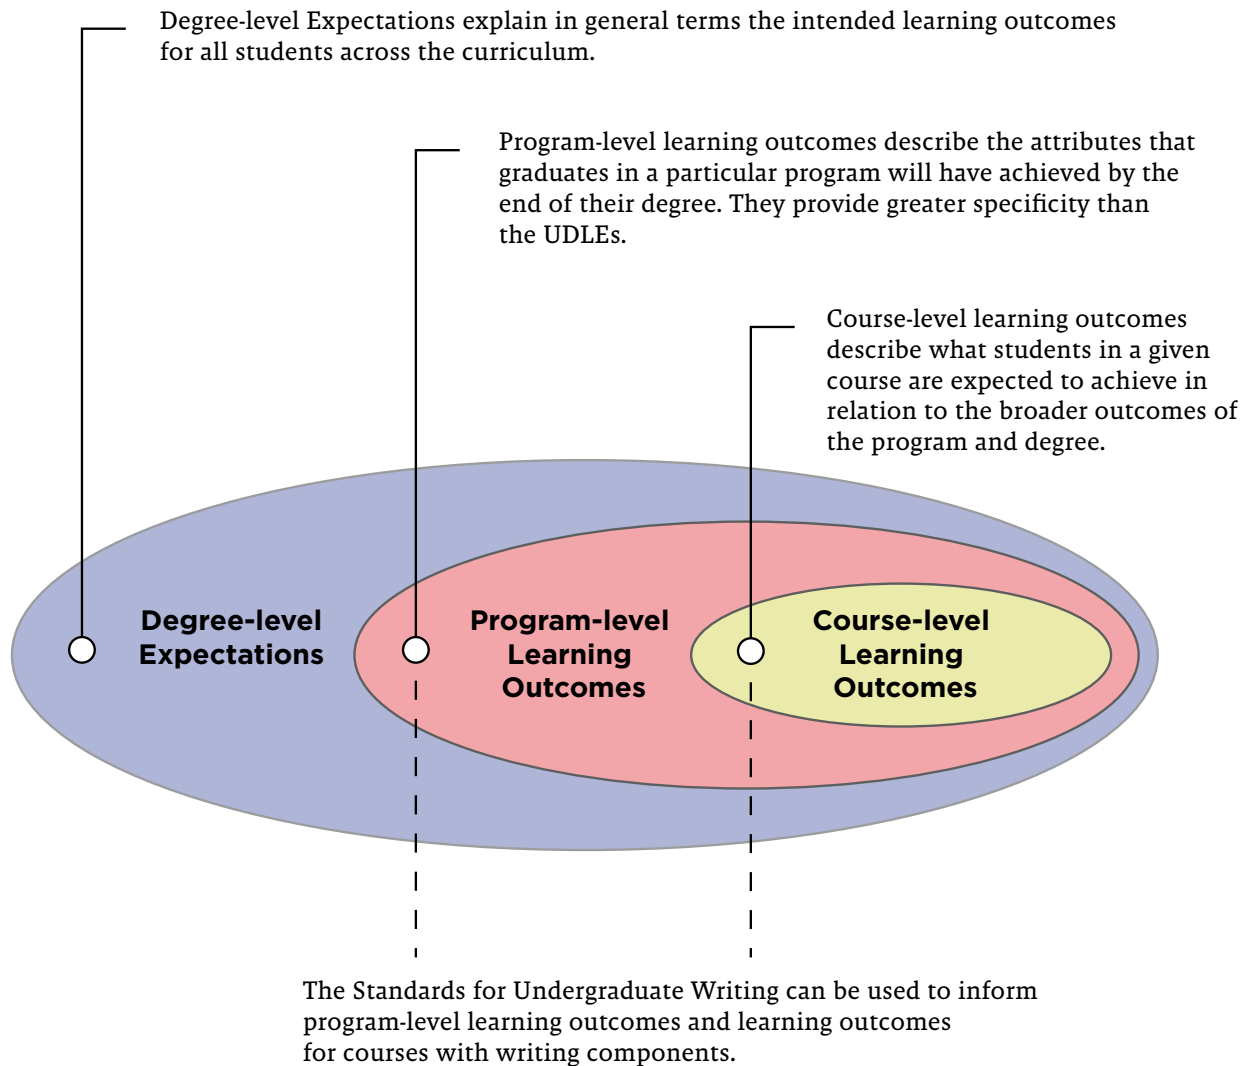 Degree-level Expectations explain in general terms the intended learning outcomes
for all students across the curriculum.
Program-level learning outcomes describe the attributes that
graduates in a particular program will have achieved by the
end of their degree. They provide greater specificity than
the UDLEs.
Course-level learning outcomes
describe what students in a given
course are expected to achieve in
relation to the broader outcomes of
the program and degree.
Degree-level
Expectations
Program-level
Learning
Outcomes
Course-level
Learning
Outcomes
The Standards for Undergraduate Writing can be used to inform
program-level learning outcomes and learning outcomes
for courses with writing components.